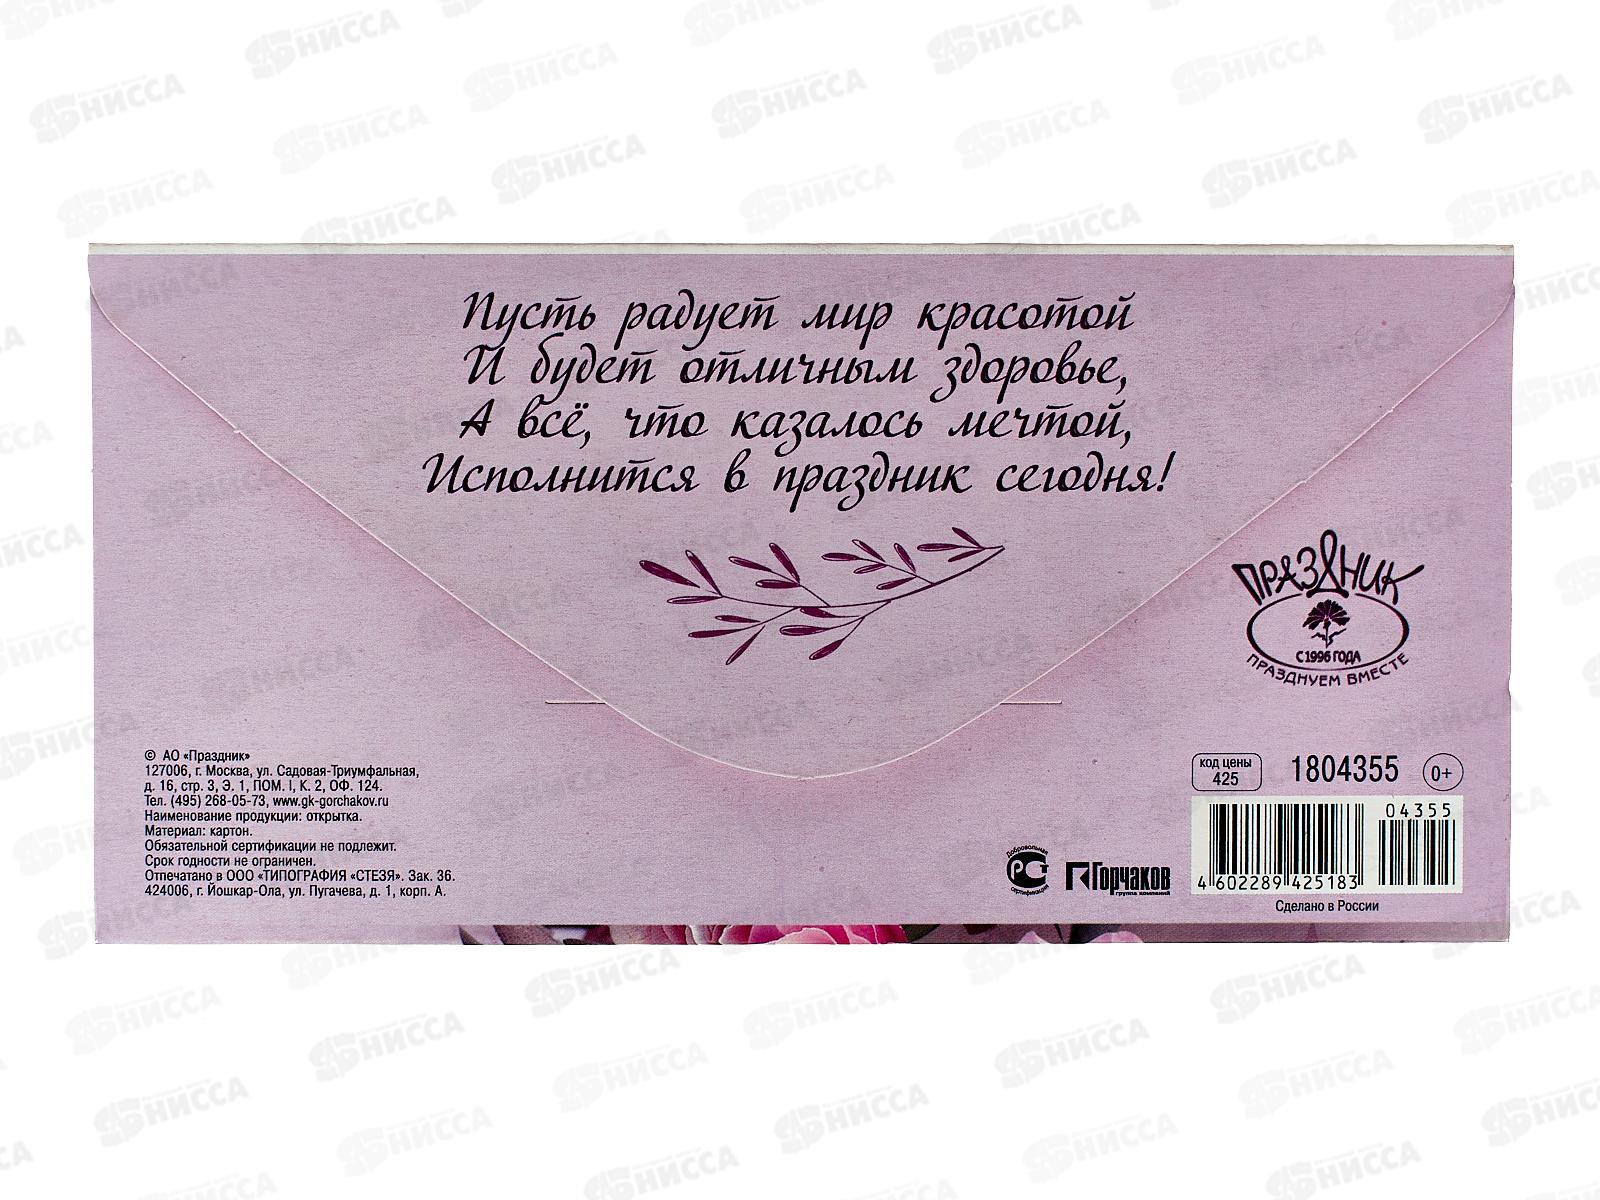 Пусть радует мир красотой
И будет отличным здоровье,
А всё, что казалось мечтой,
Исполнится в праздник сегодня!
ПРАЗДНИК
С 1996 ГОДА
ПРАЗДНУЕМ ВМЕСТЕ
© АО «Праздник»
127006, г. Москва, ул. Садовая-Триумфальная,
д. 16, стр. 3, Э. 1, ПОМ. I, К. 2, ОФ. 124.
Тел. (495) 268-05-73, www.gk-gorchakov.ru
Наименование продукции: открытка.
Материал: картон.
Обязательной сертификации не подлежит.
Срок годности не ограничен.
Отпечатано в ООО «ТИПОГРАФИЯ «СТЕЗЯ». Зак. 36.
424006, г. Йошкар-Ола, ул. Пугачева, д. 1, корп. А.
Добровольная
РСТ
сертификация
Горчаков
группа компаний
код цены
425
1804355
0+
04355
4 602289 425183
Сделано в России
НИССА